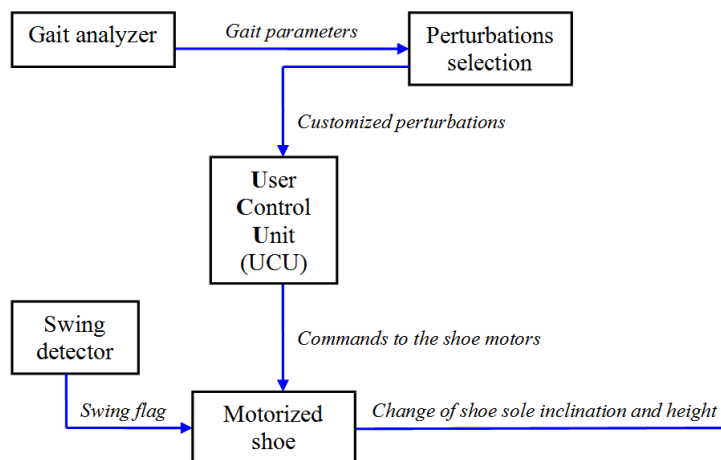 Gait analyzer
Gait parameters
Perturbations
selection
Customized perturbations
User
Control
Unit
(UCU)
Swing
detector
Commands to the shoe motors
Swing flag
Motorized
shoe
Change of shoe sole inclination and height